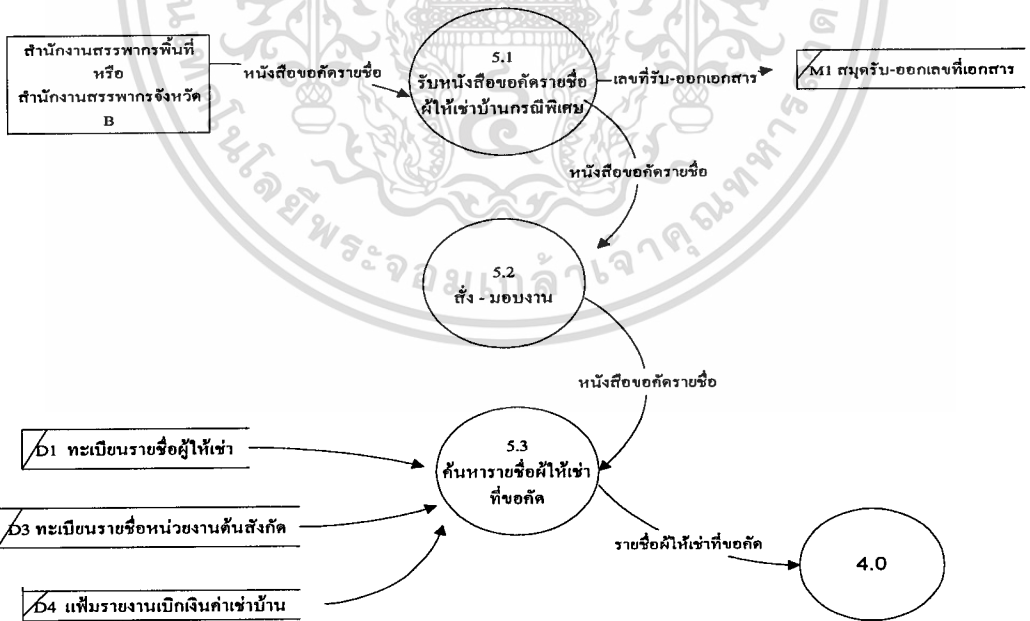 สำนักงานสรรพากรพื้นที่
หรือ
สำนักงานสรรพากรจังหวัด
B
หนังสือขอคัดรายชื่อ
5.1
รับหนังสือขอคัดรายชื่อ
ผู้ให้เช่าบ้านกรณีพิเศษ
เลขที่รับ-ออกเอกสาร
M1 สมุดรับ-ออกเลขที่เอกสาร
หนังสือขอคัดรายชื่อ
5.2
สั่ง - มอบงาน
หนังสือขอคัดรายชื่อ
D1 ทะเบียนรายชื่อผู้ให้เช่า
5.3
ค้นหารายชื่อผู้ให้เช่า
ที่ขอคัด
D3 ทะเบียนรายชื่อหน่วยงานต้นสังกัด
รายชื่อผู้ให้เช่าที่ขอคัด
4.0
D4 แฟ้มรายงานเบิกเงินค่าเช่าบ้าน